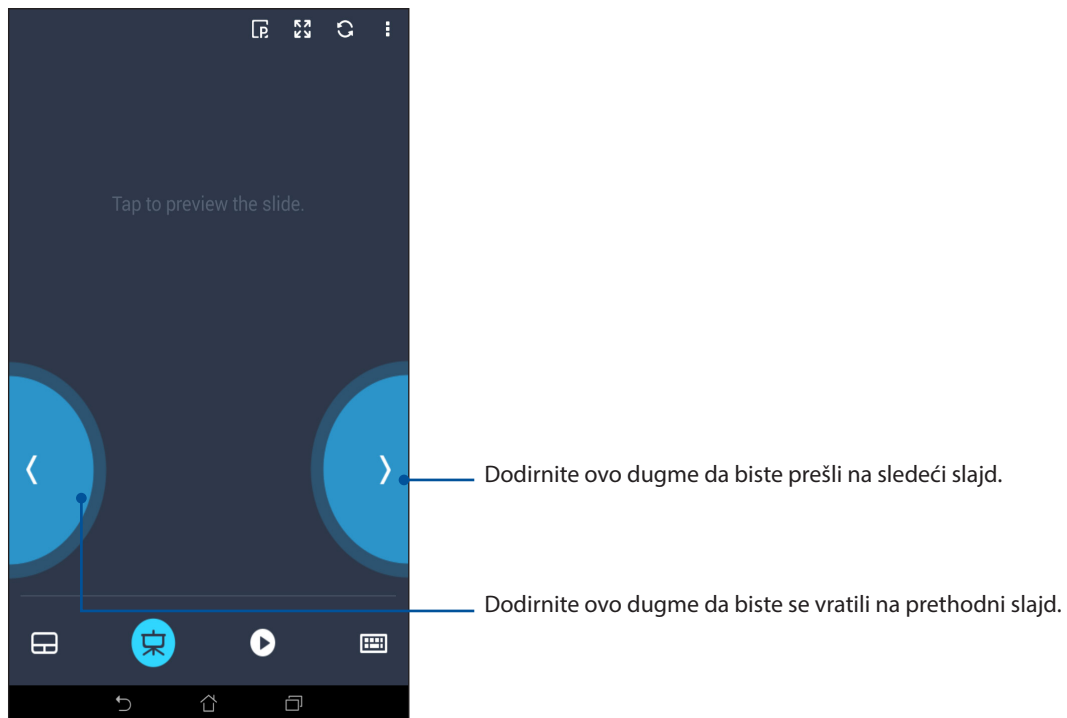 Tap to preview the slide.
Dodirnite ovo dugme da biste prešli na sledeći slajd.
Dodirnite ovo dugme da biste se vratili na prethodni slajd.